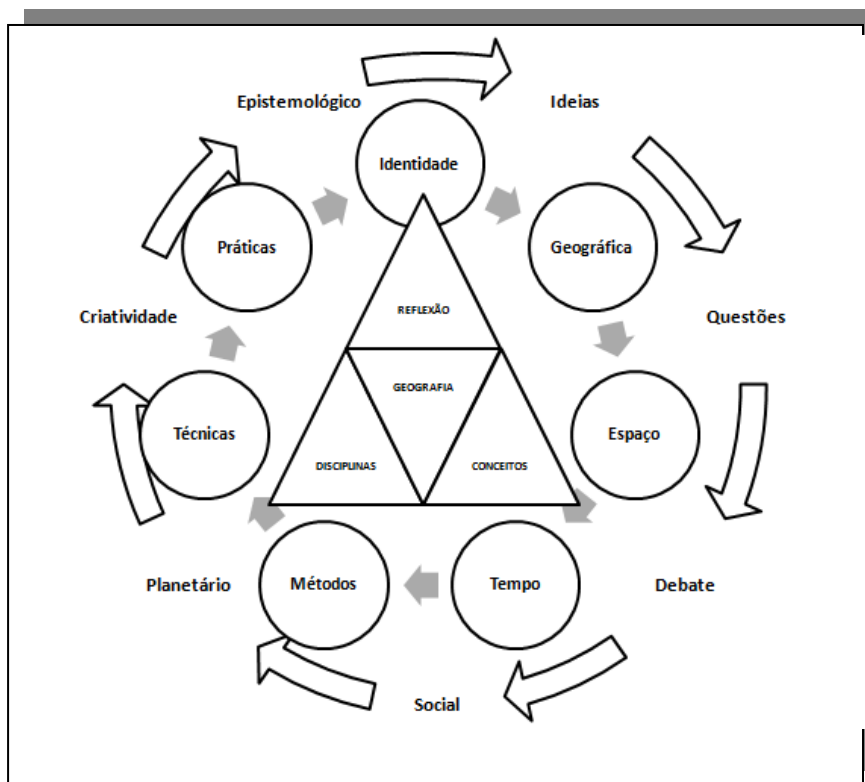 Epistemológico
Ideias
Identidade
Práticas
Geográfica
REFLEXÃO
Criatividade
Questões
GEOGRAFIA
Técnicas
Espaço
DISCIPLINAS
CONCEITOS
Planetário
Métodos
Tempo
Debate
Social